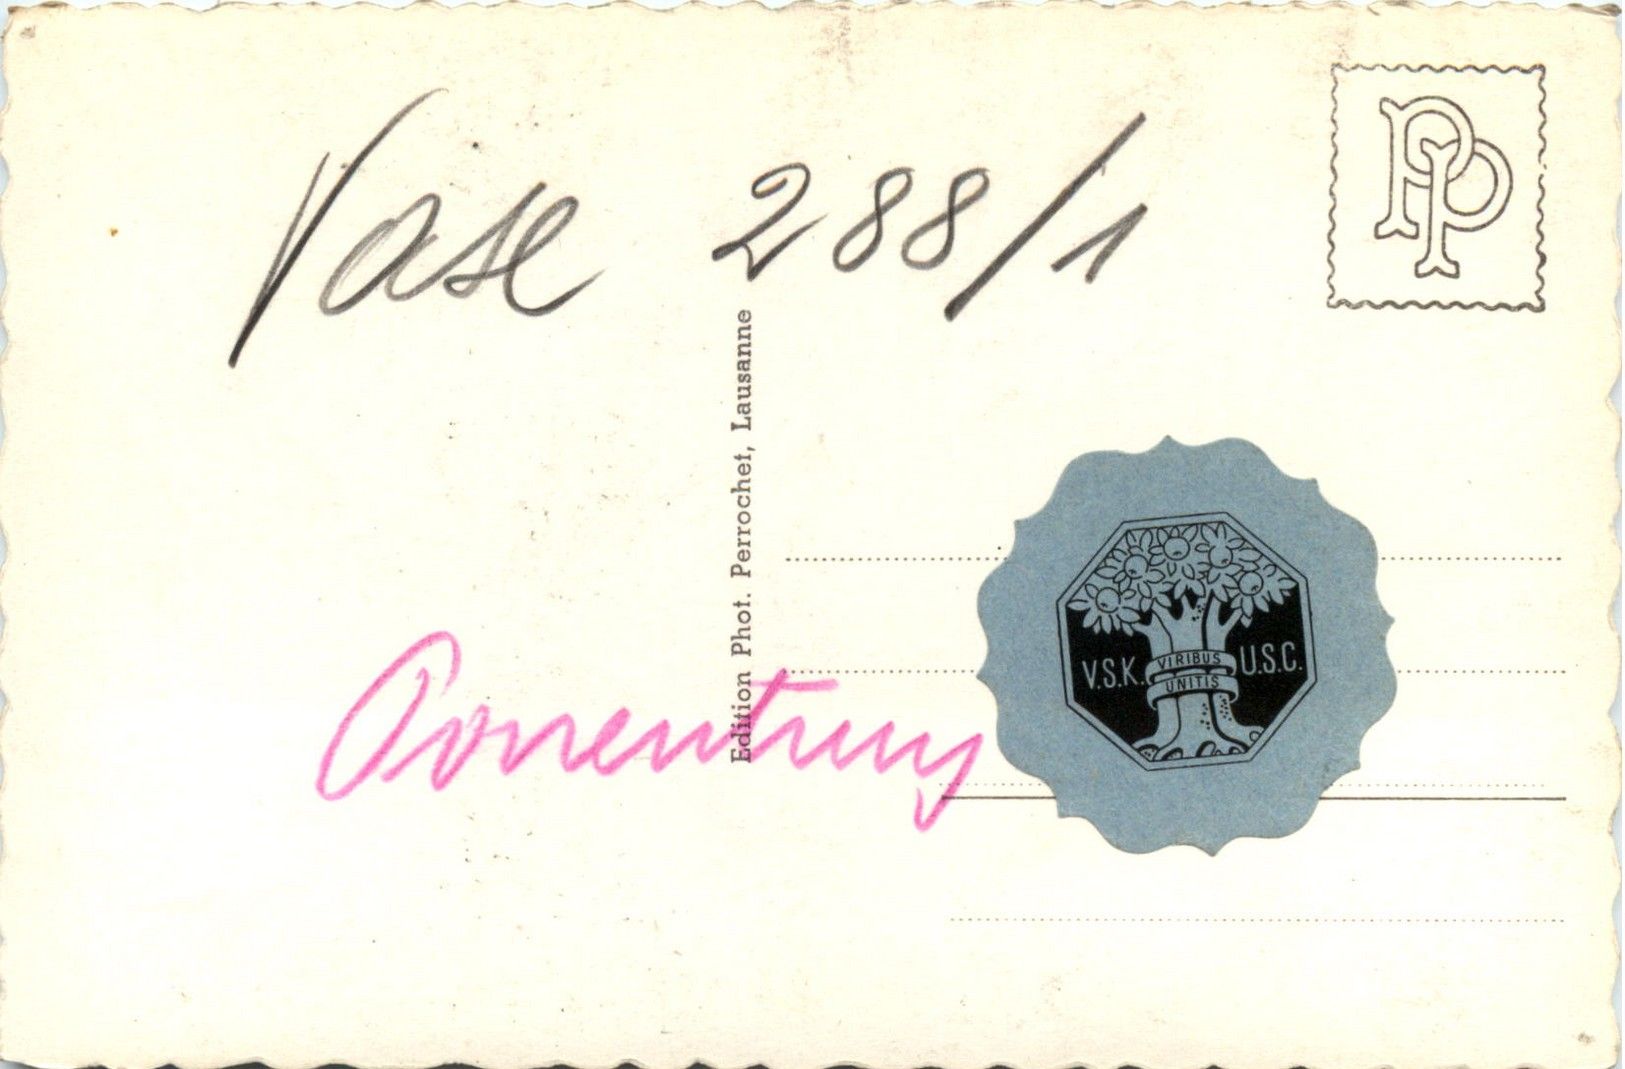 Vase 288/1
PP
Edition Phot. Perrochet, Lausanne
V.S.K. VIRIBUS UNITIS U.S.C.
Porrentruy